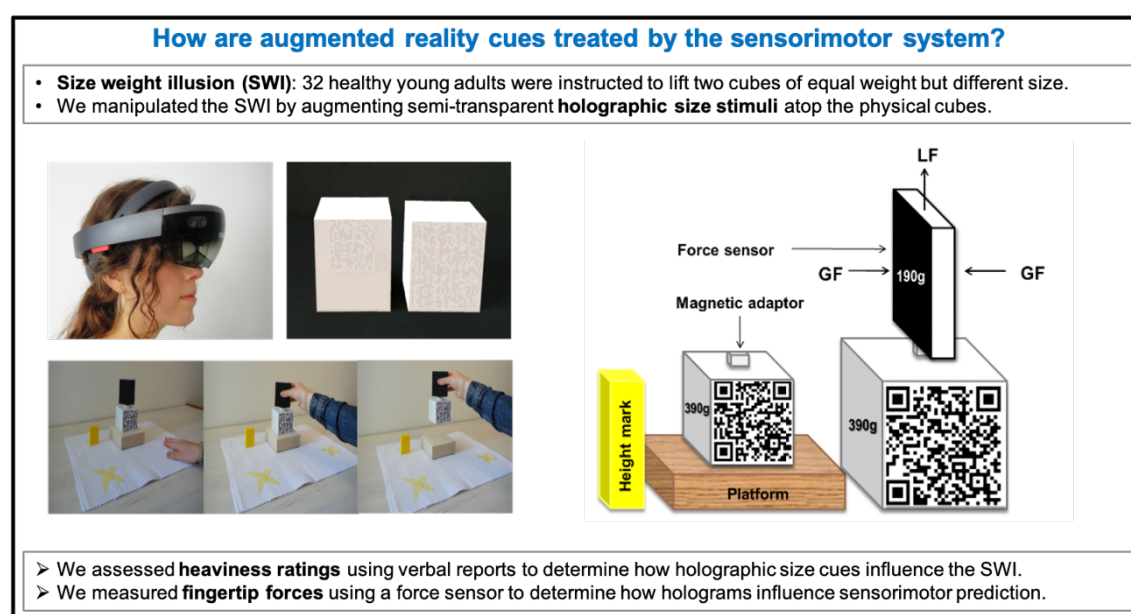 How are augmented reality cues treated by the sensorimotor system?
• Size weight illusion (SWI): 32 healthy young adults were instructed to lift two cubes of equal weight but different size.
• We manipulated the SWI by augmenting semi-transparent holographic size stimuli atop the physical cubes.
LF
Force sensor
GF
190g
GF
Magnetic adaptor
390g
390g
Height mark
Platform
➢ We assessed heaviness ratings using verbal reports to determine how holographic size cues influence the SWI.
➢ We measured fingertip forces using a force sensor to determine how holograms influence sensorimotor prediction.